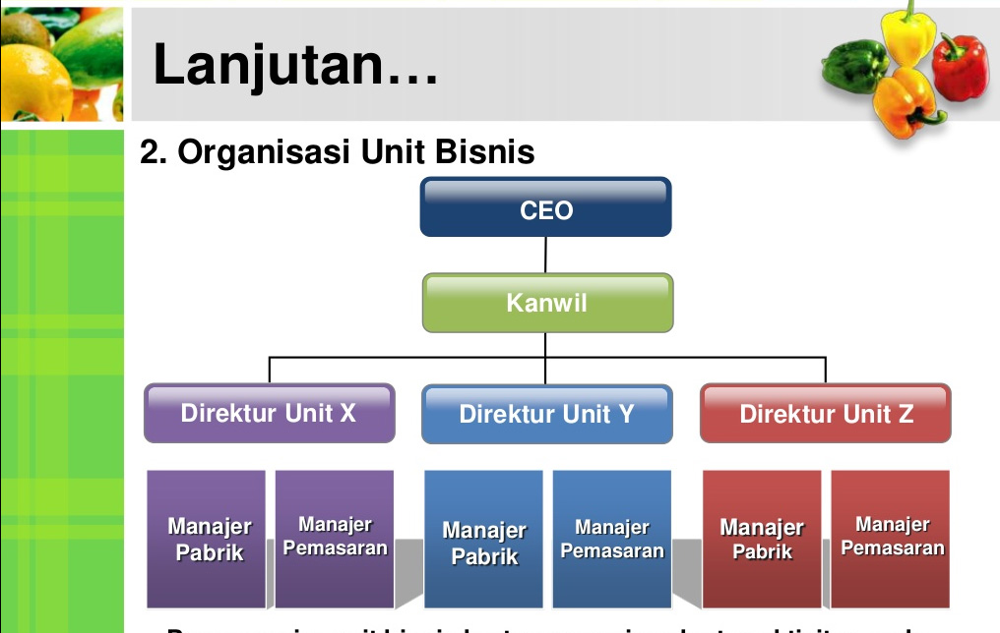 Lanjutan…
2. Organisasi Unit Bisnis
CEO
Kanwil
Direktur Unit X
Direktur Unit Y
Direktur Unit Z
Manajer
Pabrik
Manajer
Pemasaran
Manajer
Pabrik
Manajer
Pemasaran
Manajer
Pabrik
Manajer
Pemasaran